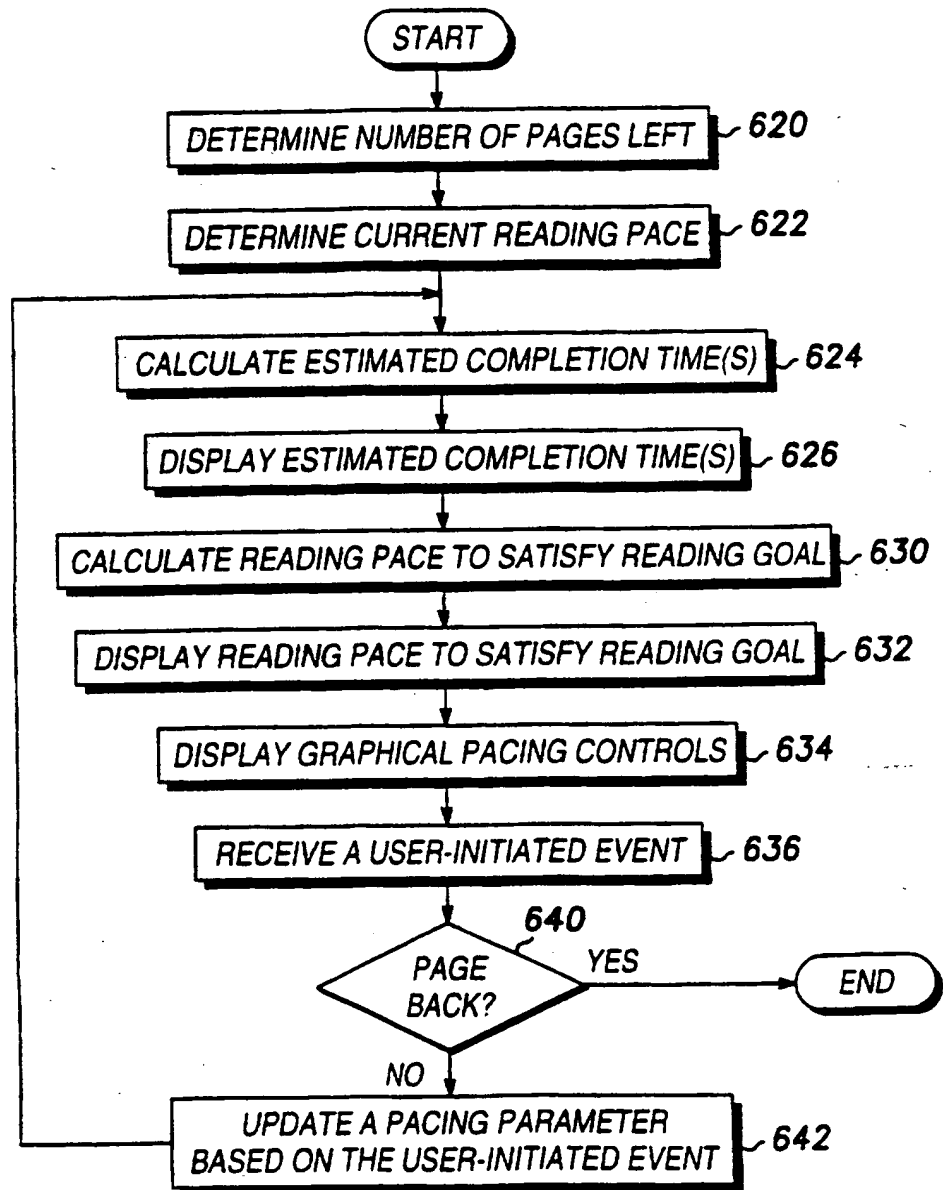 START
DETERMINE NUMBER OF PAGES LEFT 620
DETERMINE CURRENT READING PACE 622
CALCULATE ESTIMATED COMPLETION TIME(S) 624
DISPLAY ESTIMATED COMPLETION TIME(S) 626
CALCULATE READING PACE TO SATISFY READING GOAL 630
DISPLAY READING PACE TO SATISFY READING GOAL 632
DISPLAY GRAPHICAL PACING CONTROLS 634
RECEIVE A USER-INITIATED EVENT 636
640
PAGE
BACK?
YES
END
NO
UPDATE A PACING PARAMETER
BASED ON THE USER-INITIATED EVENT 642